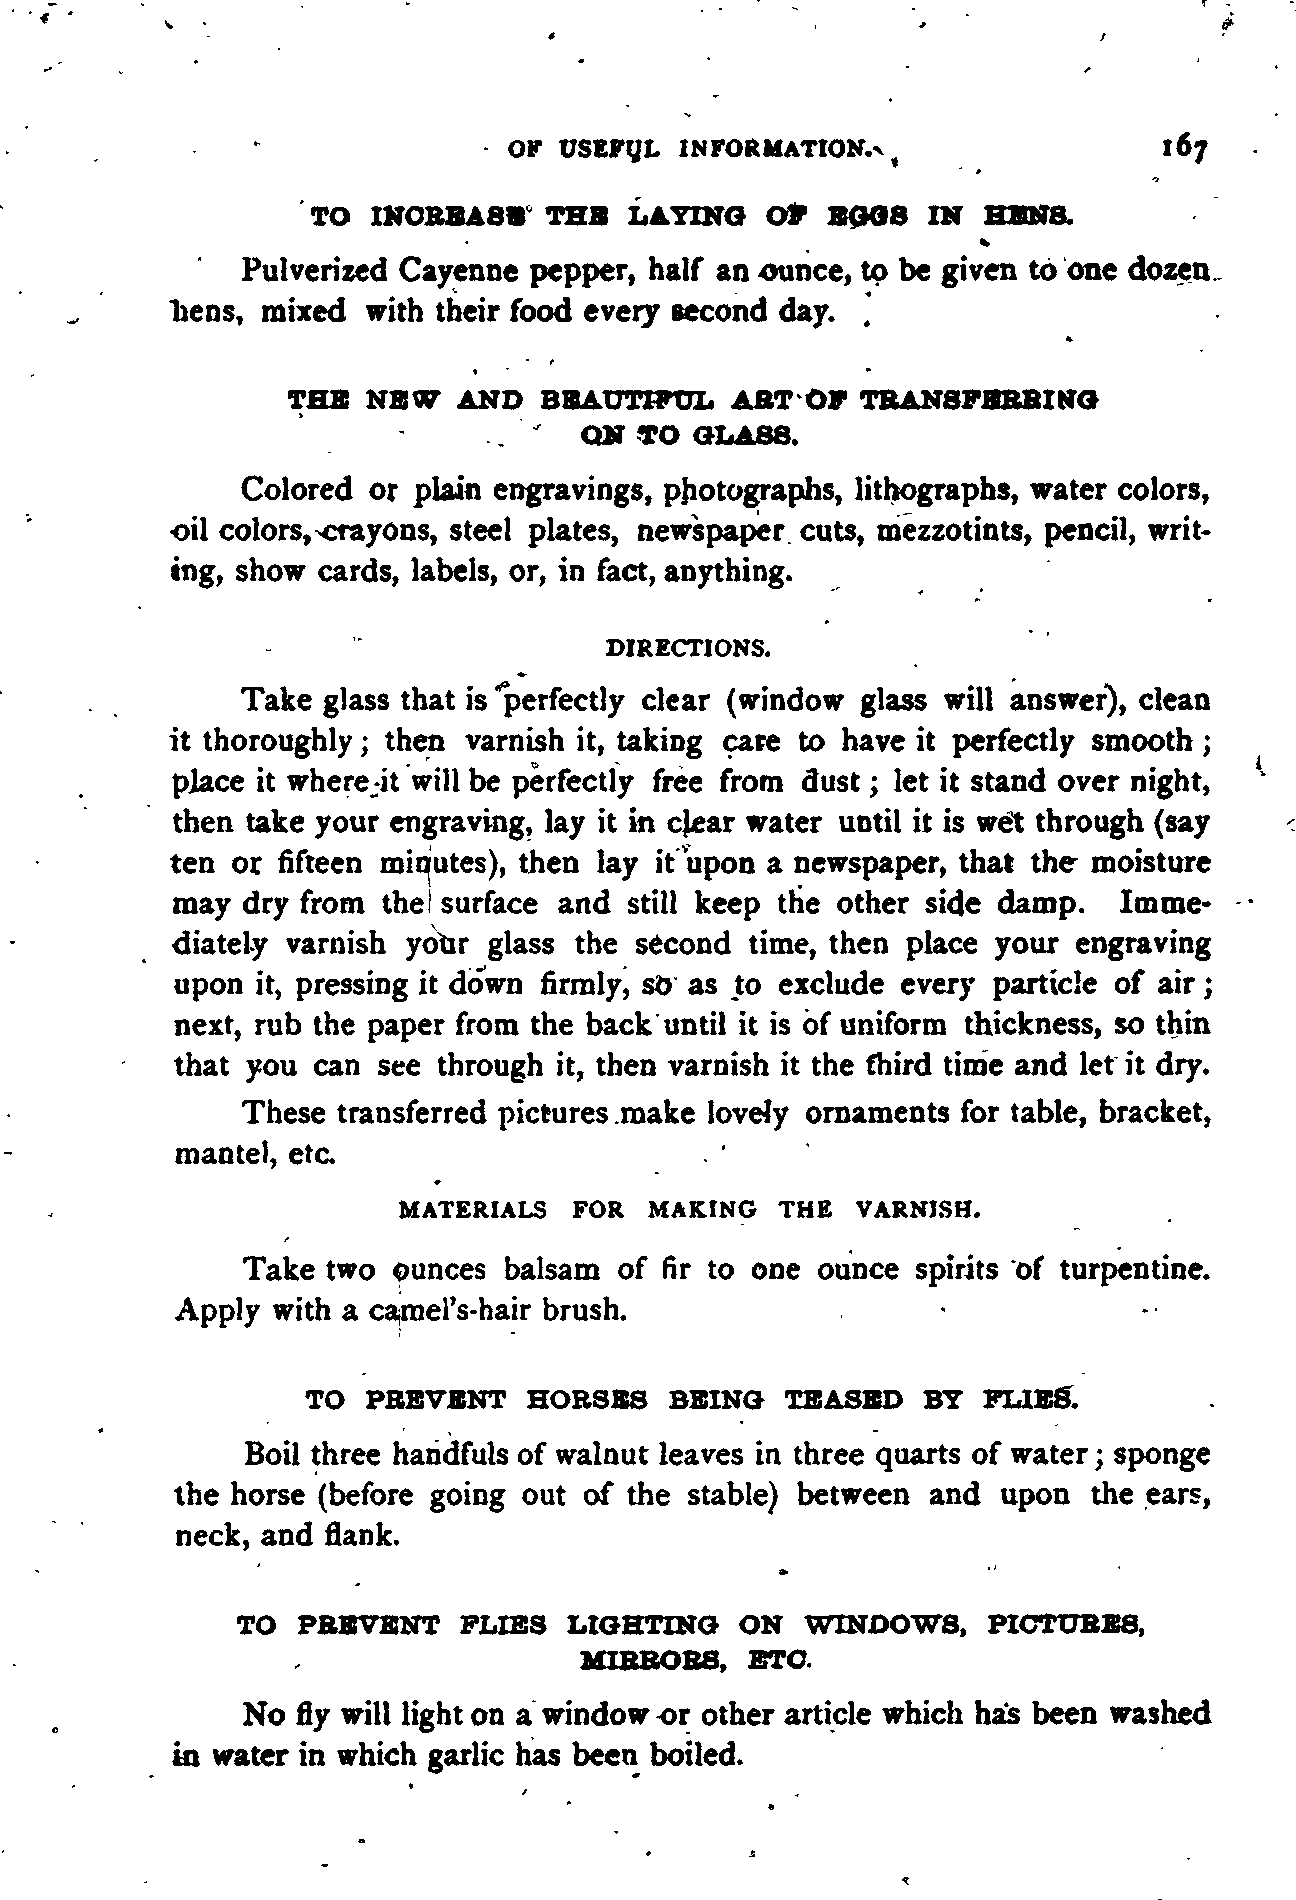 OF USEFUL INFORMATION. 167
TO INCREASE THE LAYING OF EGGS IN HENS.
Pulverized Cayenne pepper, half an ounce, to be given to one dozen
hens, mixed with their food every second day.
THE NEW AND BEAUTIFUL ART OF TRANSFERRING
ON TO GLASS.
Colored or plain engravings, photographs, lithographs, water colors,
oil colors, crayons, steel plates, newspaper cuts, mezzotints, pencil, writ-
ing, show cards, labels, or, in fact, anything.
DIRECTIONS.
Take glass that is perfectly clear (window glass will answer), clean
it thoroughly; then varnish it, taking care to have it perfectly smooth;
place it where it will be perfectly free from dust; let it stand over night,
then take your engraving, lay it in clear water until it is wet through (say
ten or fifteen minutes), then lay it upon a newspaper, that the moisture
may dry from the surface and still keep the other side damp. Imme-
diately varnish your glass the second time, then place your engraving
upon it, pressing it down firmly, so as to exclude every particle of air;
next, rub the paper from the back until it is of uniform thickness, so thin
that you can see through it, then varnish it the third time and let it dry.
These transferred pictures make lovely ornaments for table, bracket,
mantel, etc.
MATERIALS FOR MAKING THE VARNISH.
Take two ounces balsam of fir to one ounce spirits of turpentine.
Apply with a camel's-hair brush.
TO PREVENT HORSES BEING TEASED BY FLIES.
Boil three handfuls of walnut leaves in three quarts of water; sponge
the horse (before going out of the stable) between and upon the ears,
neck, and flank.
TO PREVENT FLIES LIGHTING ON WINDOWS, PICTURES,
MIRRORS, ETC.
No fly will light on a window or other article which has been washed
in water in which garlic has been boiled.